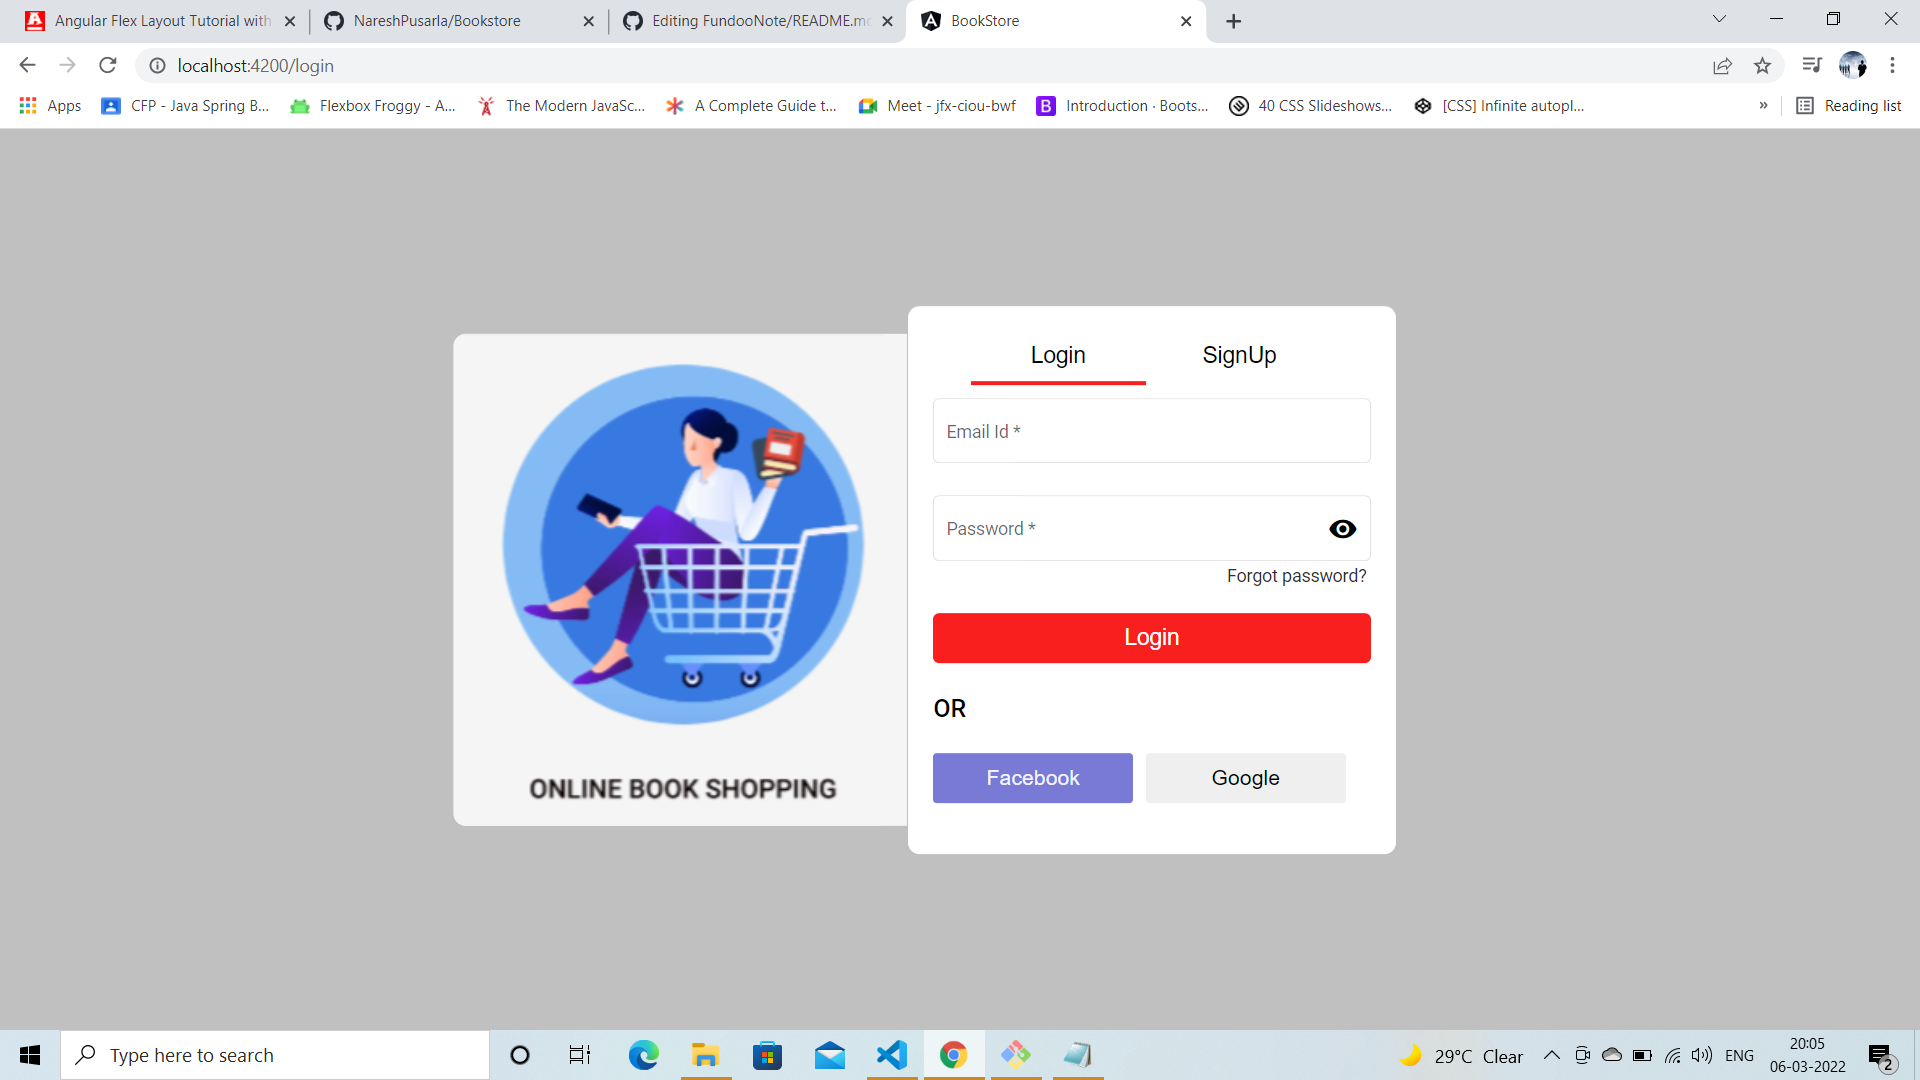 Angular Flex Layout Tutorial with
NareshPusarla/Bookstore
Editing FundooNote/README.md
BookStore
localhost:4200/login
Apps
CFP - Java Spring B...
Flexbox Froggy - A...
The Modern JavaSc...
A Complete Guide t...
Meet - jfx-ciou-bwf
Introduction · Boots...
40 CSS Slideshows...
[CSS] Infinite autopl...
»
Reading list
ONLINE BOOK SHOPPING
Login
SignUp
Email Id *
Password *
Forgot password?
Login
OR
Facebook
Google
Type here to search
29°C Clear
ENG
20:05
06-03-2022
2